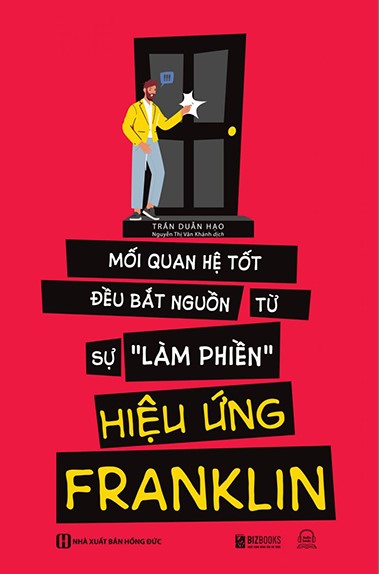 !!!
TRẦN DUẪN HẠO
Nguyễn Thị Vân Khánh dịch
MỐI QUAN HỆ TỐT
ĐỀU BẮT NGUỒN TỪ
SỰ "LÀM PHIỀN"
HIỆU ỨNG
FRANKLIN
NHÀ XUẤT BẢN HỒNG ĐỨC
BIZBOOKS